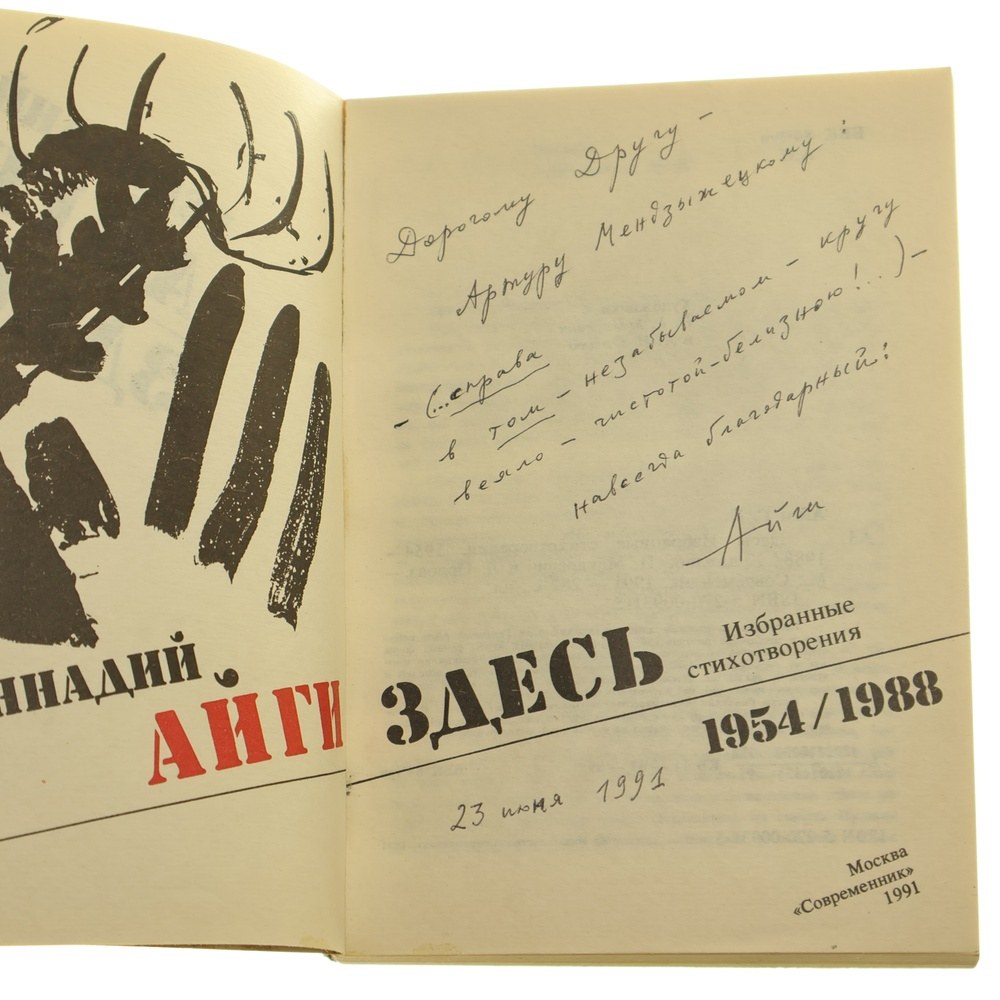 Дорогому Другу –
Артуру Мендзыжецкому !
– (...справа
в том – незабываемом – кругу
веяло – чистотой-белизною!..) –
навсегда благодарный:
Айги
ННАДИЙ
АЙГИ
ЗДЕСЬ
Избранные
стихотворения
1954/1988
23 июня 1991
Москва
«Современник»
1991